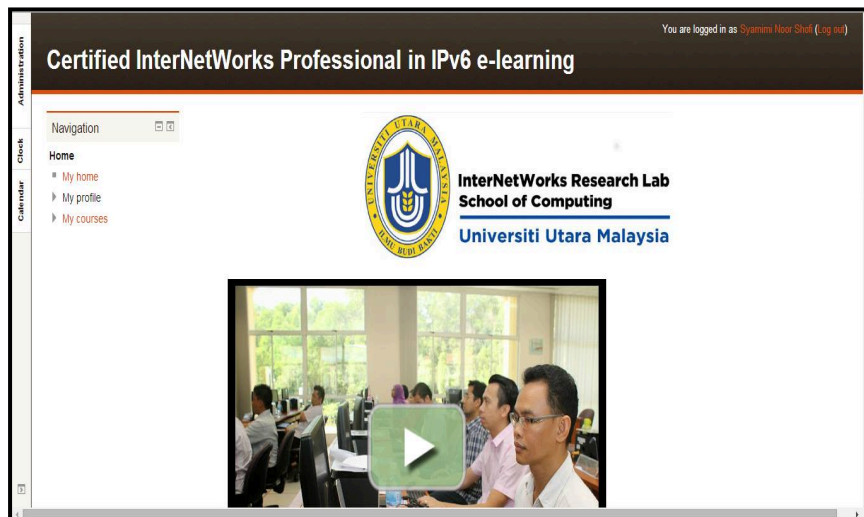 You are logged in as Syamimi Noor Shofi (Log out)
Certified InterNetWorks Professional in IPv6 e-learning
Administration
Clock
Calendar
Navigation
Home
My home
My profile
My courses
UNIVERSITI UTARA MALAYSIA
ILMU BUDI BAKTI
InterNetWorks Research Lab
School of Computing
Universiti Utara Malaysia